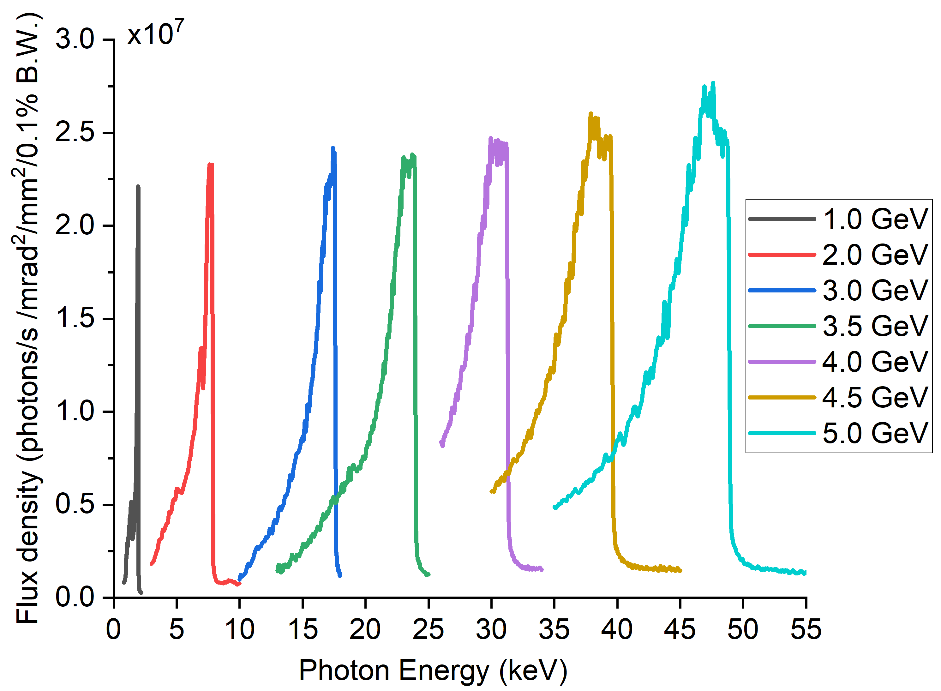 x10⁷
3.0
2.5
2.0
1.5
1.0
0.5
0.0
Flux density (photons/s /mrad²/mm²/0.1% B.W.)
0 5 10 15 20 25 30 35 40 45 50 55
Photon Energy (keV)
1.0 GeV
2.0 GeV
3.0 GeV
3.5 GeV
4.0 GeV
4.5 GeV
5.0 GeV